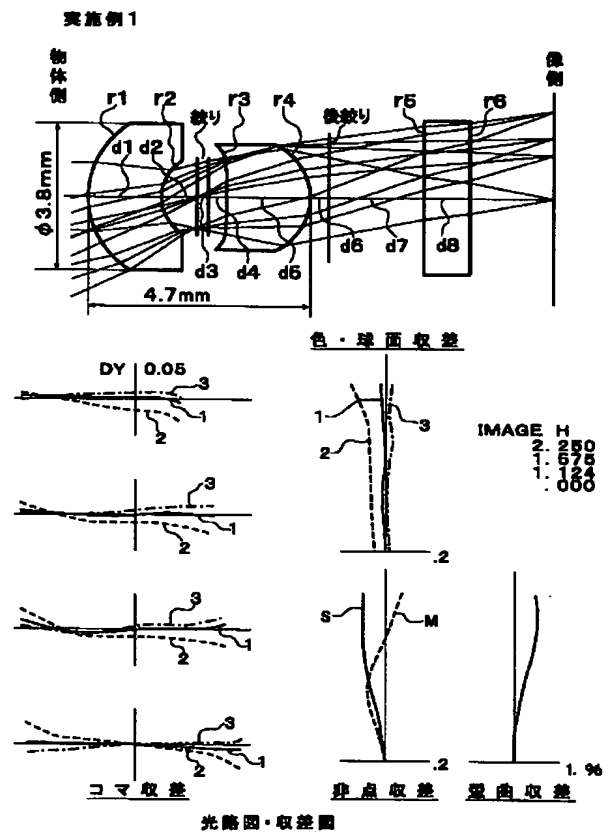 実施例1
物体側
像側
r1
r2
絞り
r3
r4
後絞り
r5
r6
d1
d2
φ3.8mm
d3
d4
d5
d6
d7
d8
4.7mm
色・球面収差
DY
0.05
3
1
2
1
2
3
IMAGE H
2.250
1.575
1.124
.000
3
1
2
.2
3
1
2
S
M
3
2
1
.2
1. %
コマ収差
非点収差
歪曲収差
光路図・収差図